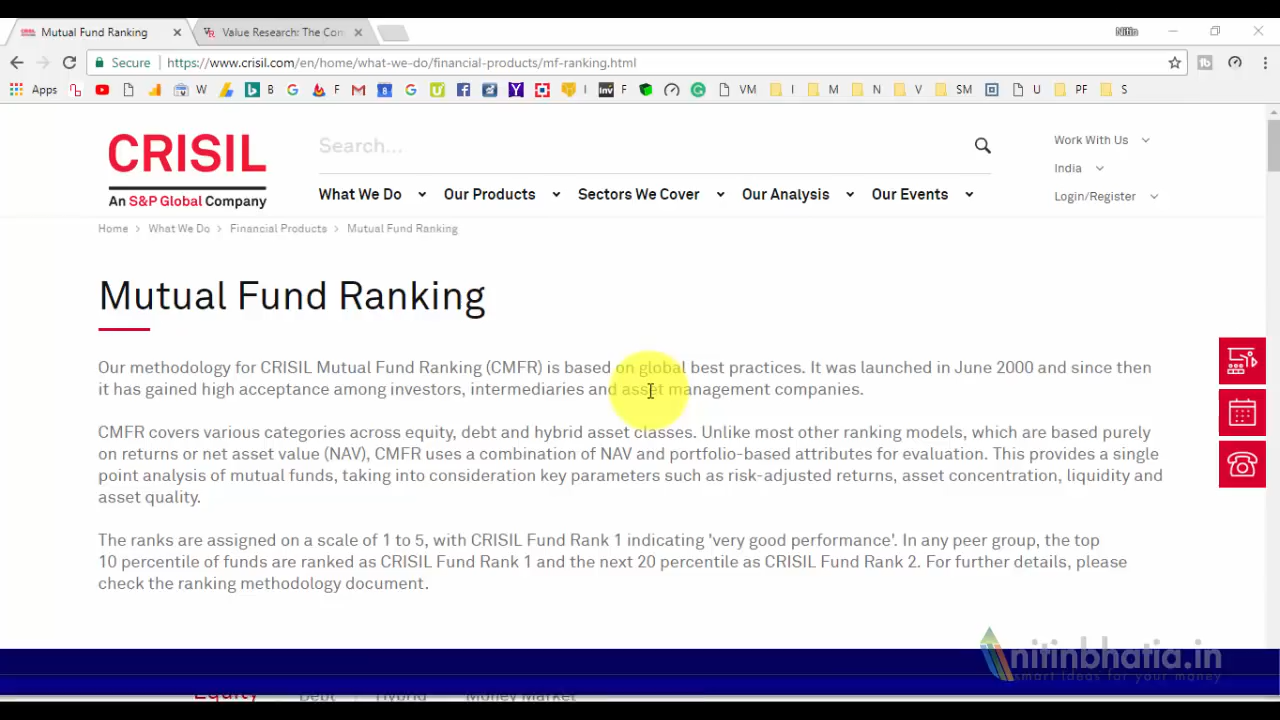 Mutual Fund Ranking
Value Research: The Con
Nitin
Secure
https://www.crisil.com/en/home/what-we-do/financial-products/mf-ranking.html
Apps W B F G I F VM I M N V SM U PF S
CRISIL
An S&P Global Company
Search...
Work With Us
India
Login/Register
What We Do Our Products Sectors We Cover Our Analysis Our Events
Home > What We Do > Financial Products > Mutual Fund Ranking
Mutual Fund Ranking
Our methodology for CRISIL Mutual Fund Ranking (CMFR) is based on global best practices. It was launched in June 2000 and since then
it has gained high acceptance among investors, intermediaries and asset management companies.
CMFR covers various categories across equity, debt and hybrid asset classes. Unlike most other ranking models, which are based purely
on returns or net asset value (NAV), CMFR uses a combination of NAV and portfolio-based attributes for evaluation. This provides a single
point analysis of mutual funds, taking into consideration key parameters such as risk-adjusted returns, asset concentration, liquidity and
asset quality.
The ranks are assigned on a scale of 1 to 5, with CRISIL Fund Rank 1 indicating 'very good performance'. In any peer group, the top
10 percentile of funds are ranked as CRISIL Fund Rank 1 and the next 20 percentile as CRISIL Fund Rank 2. For further details, please
check the ranking methodology document.
nitinbhatia.in
smart ideas for your money
Equity Debt Hybrid Money Market